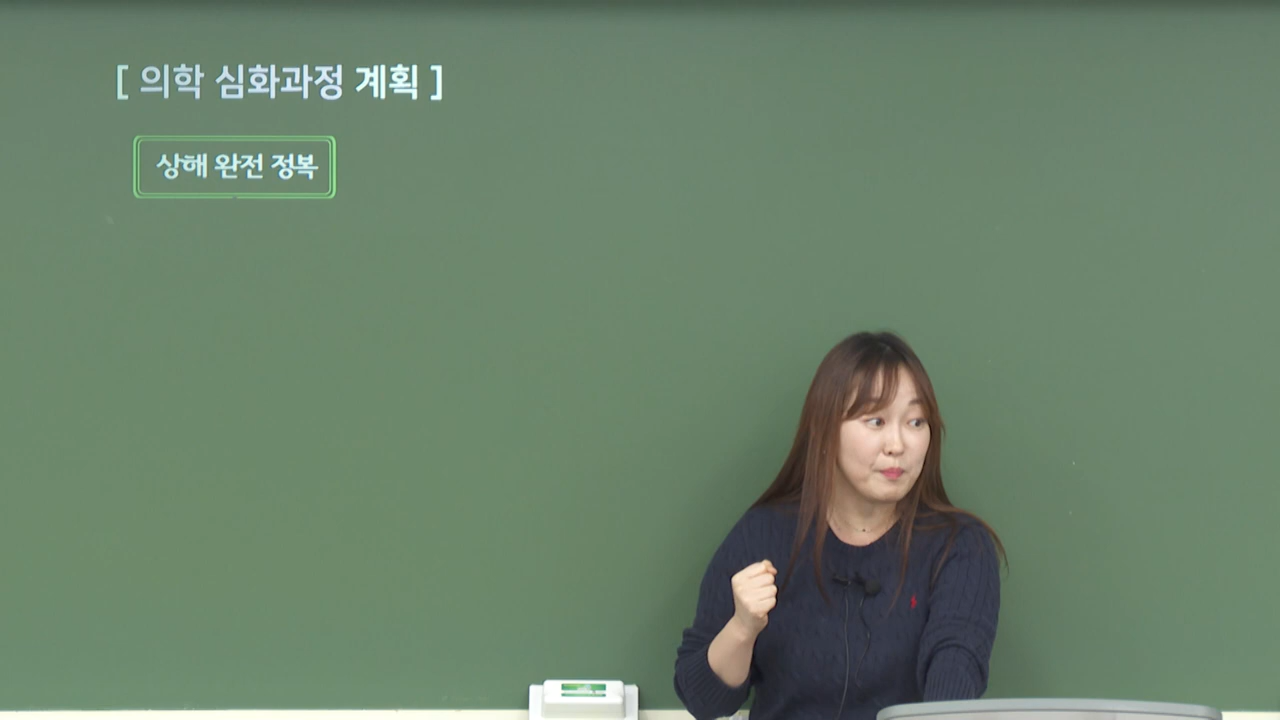 [ 의학 심화과정 계획 ]
상해 완전 정복